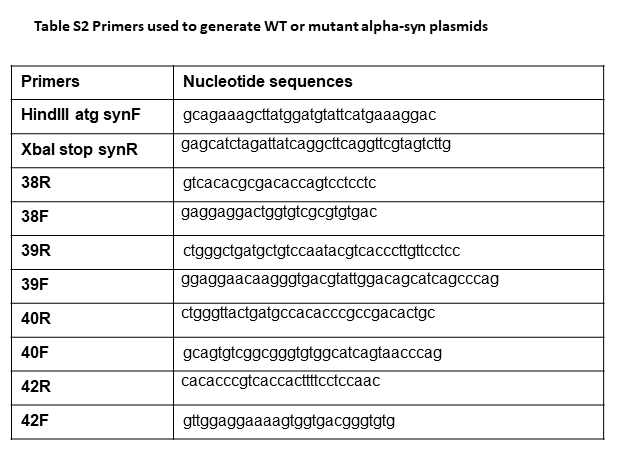 Table S2 Primers used to generate WT or mutant alpha-syn plasmids
Primers Nucleotide sequences
HindIII atg synF gcagaaagcttatggatgtattcatgaaaggac
XbaI stop synR gagcatctagattatcaggcttcaggttcgtagtcttg
38R gtcacacgcgacaccagtcctcctc
38F gaggaggactggtgtcgcgtgtgac
39R ctgggctgatgctgtccaatacgtcacccttgttcctcc
39F ggaggaacaagggtgacgtattggacagcatcagcccag
40R ctgggttactgatgccacacccgccgacactgc
40F gcagtgtcggcgggtgtggcatcagtaacccag
42R cacacccgtcaccacttttcctccaac
42F gttggaggaaaagtggtgacgggtgtg